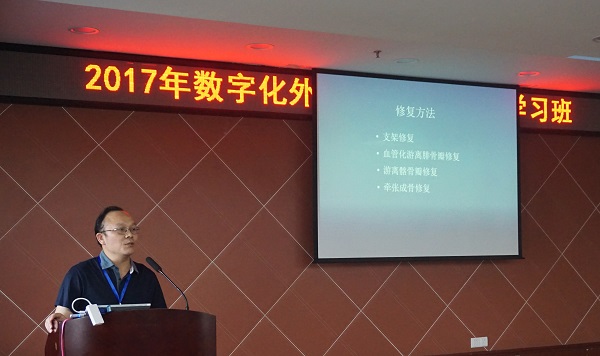 2017年数字化外
学习班
修复方法
• 支架修复
• 血管化游离腓骨瓣修复
• 游离髂骨瓣修复
• 牵张成骨修复